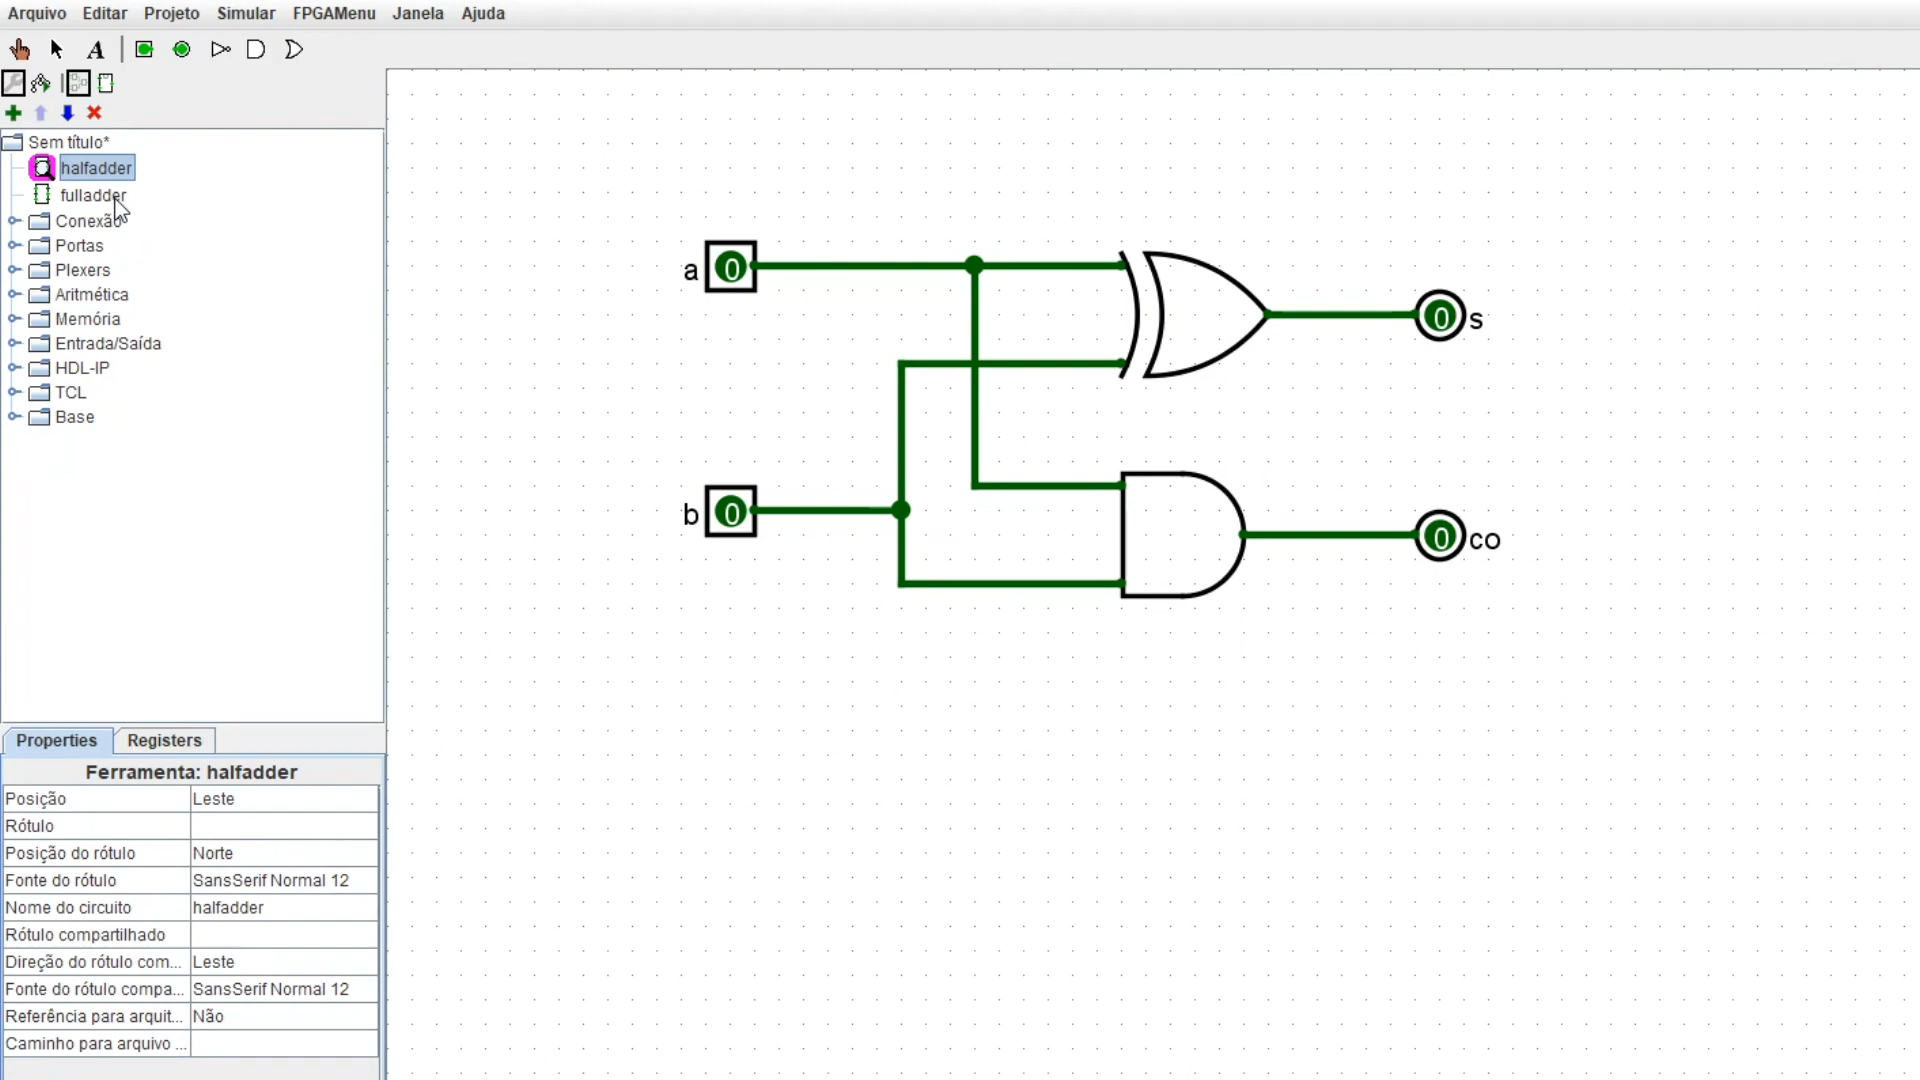 Arquivo Editar Projeto Simular FPGAMenu Janela Ajuda
A
Sem título*
halfadder
fulladder
Conexão
Portas
Plexers
Aritmética
Memória
Entrada/Saída
HDL-IP
TCL
Base
a 0
0 s
b 0
0 co
Properties Registers
Ferramenta: halfadder
Posição Leste
Rótulo
Posição do rótulo Norte
Fonte do rótulo SansSerif Normal 12
Nome do circuito halfadder
Rótulo compartilhado
Direção do rótulo com... Leste
Fonte do rótulo compa... SansSerif Normal 12
Referência para arquit... Não
Caminho para arquivo ...